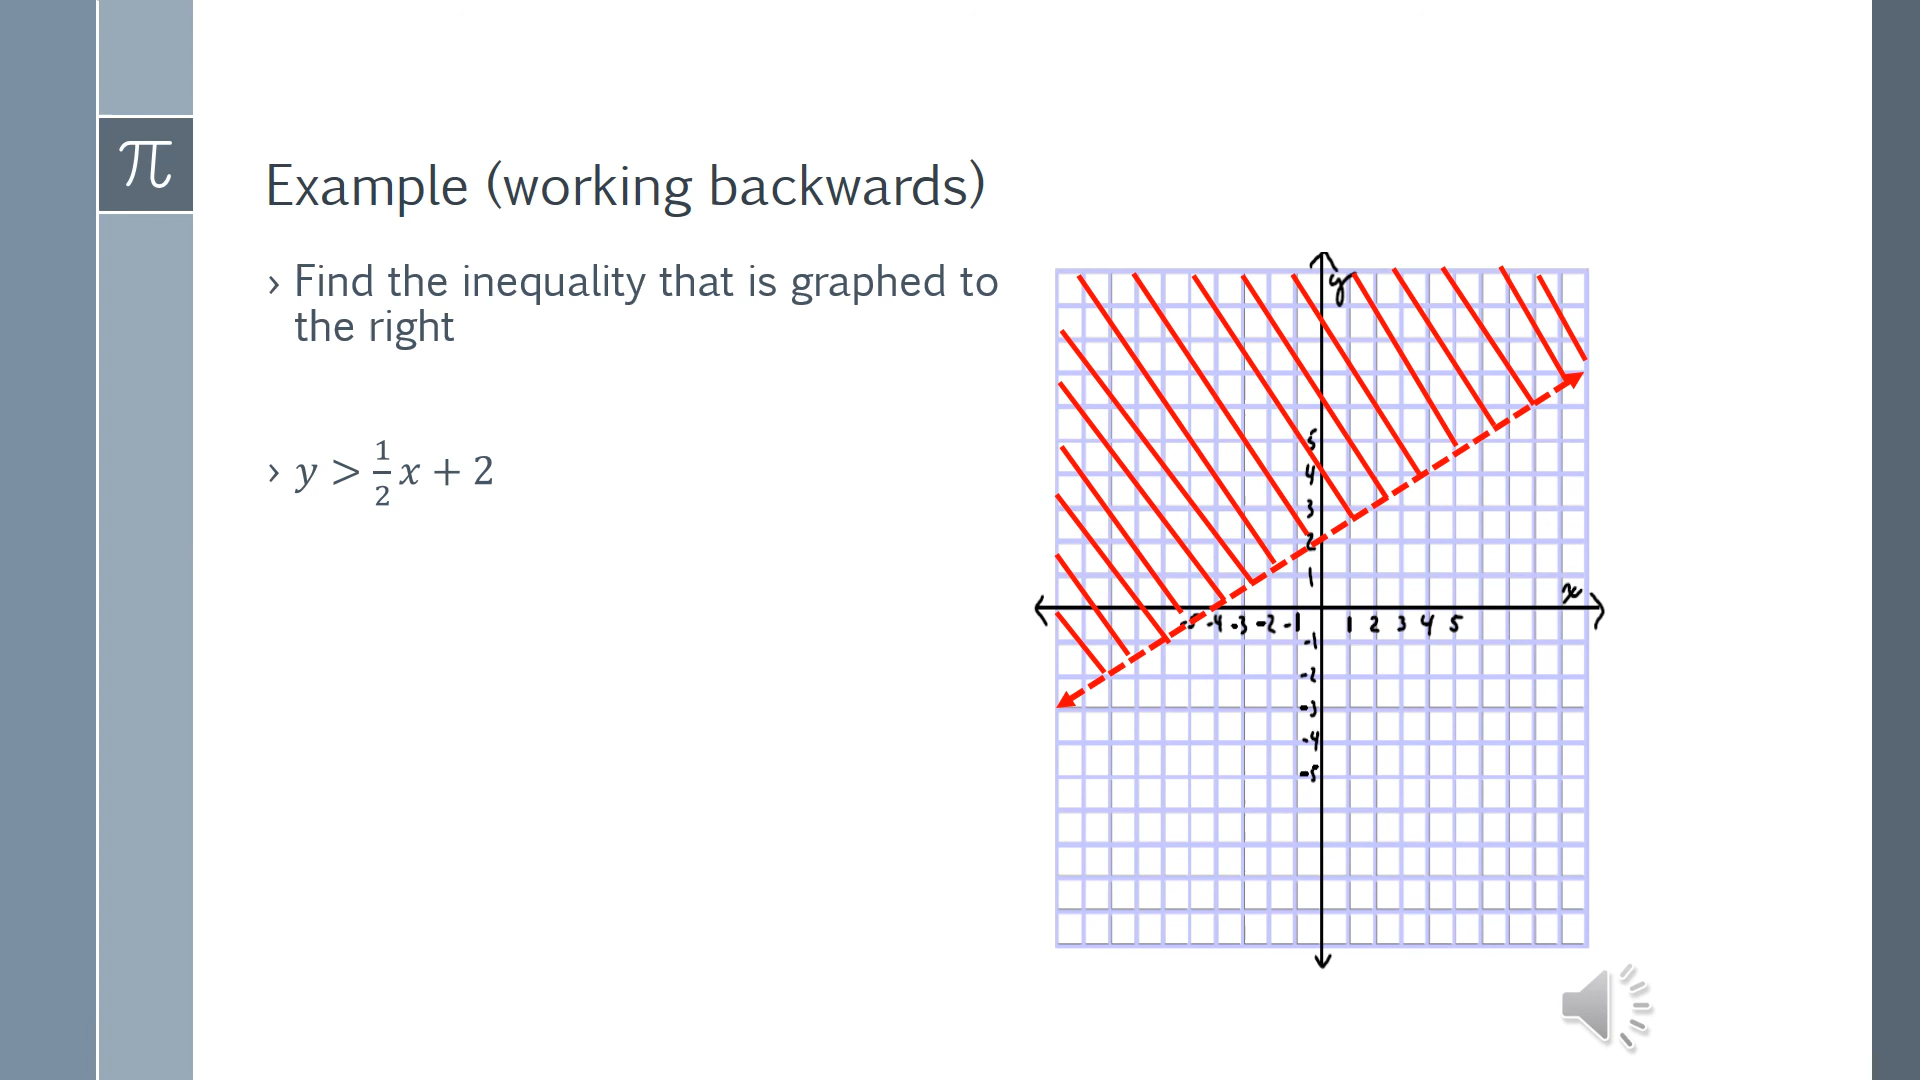 π
Example (working backwards)
› Find the inequality that is graphed to
the right
› y > 1/2 x + 2
y
5
4
3
2
1
x
-5 -4 -3 -2 -1 1 2 3 4 5
-1
-2
-3
-4
-5